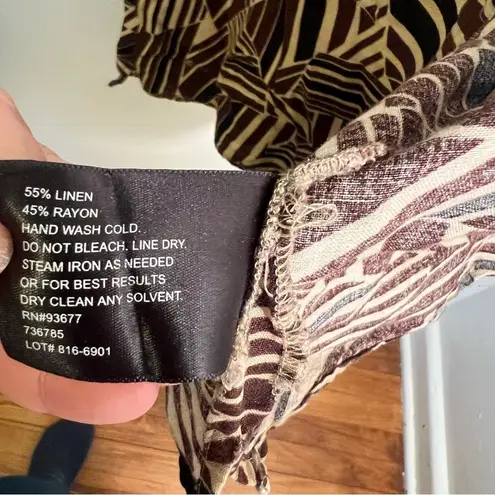 55% LINEN
45% RAYON
HAND WASH COLD.
DO NOT BLEACH. LINE DRY.
STEAM IRON AS NEEDED
OR FOR BEST RESULTS
DRY CLEAN ANY SOLVENT.
RN#93677
736785
LOT# 816-6901